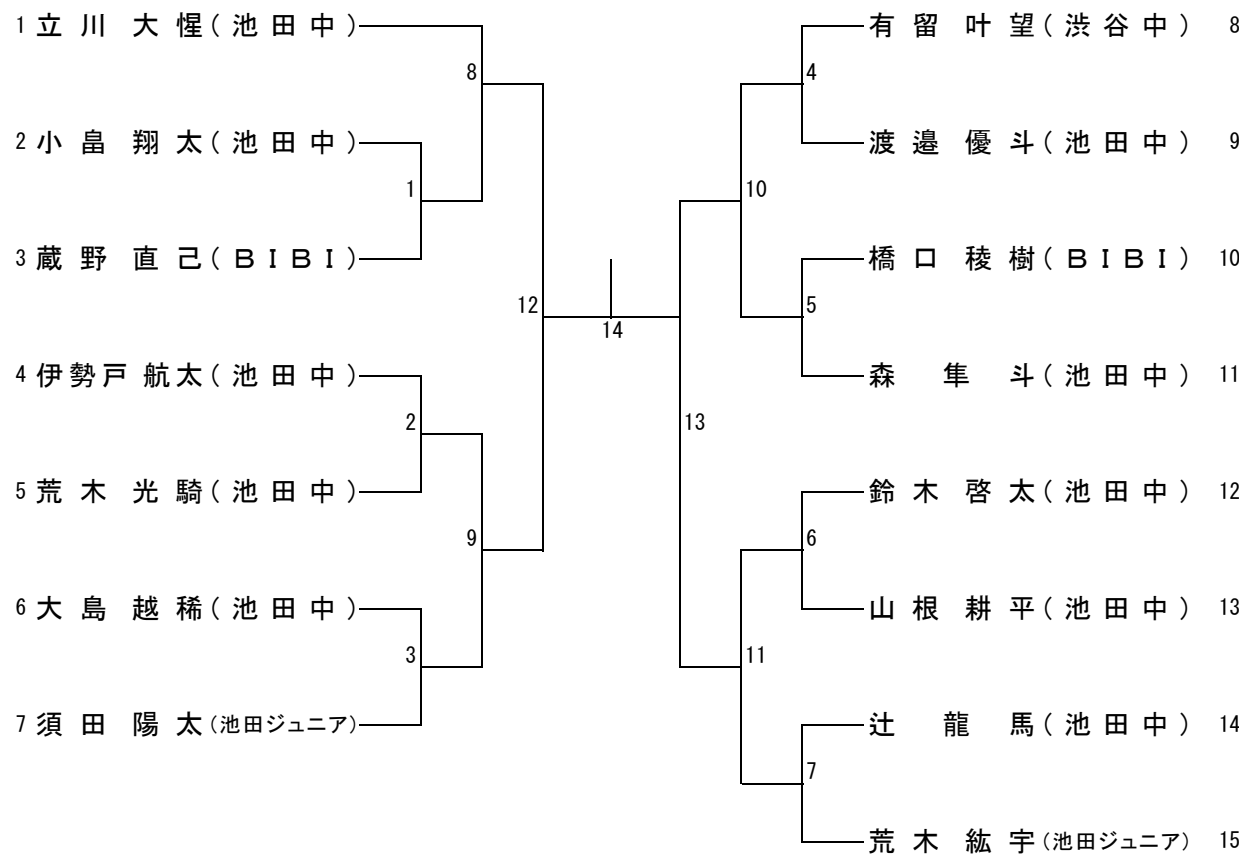 1 立川 大惺(池田中)
8
2 小畠 翔太(池田中)
1
3 蔵野 直己(ＢＩＢＩ)
12
4 伊勢戸 航太(池田中)
2
5 荒木 光騎(池田中)
9
6 大島 越稀(池田中)
3
7 須田 陽太(池田ジュニア)
14
有留 叶望(渋谷中) 8
4
渡邉 優斗(池田中) 9
10
橋口 稜樹(ＢＩＢＩ) 10
5
森 隼斗(池田中) 11
13
鈴木 啓太(池田中) 12
6
山根 耕平(池田中) 13
11
辻 龍馬(池田中) 14
7
荒木 紘宇(池田ジュニア) 15